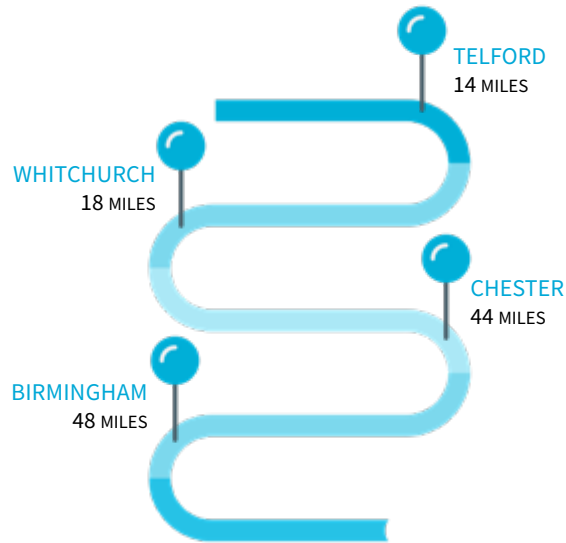 TELFORD
14 MILES
WHITCHURCH
18 MILES
CHESTER
44 MILES
BIRMINGHAM
48 MILES